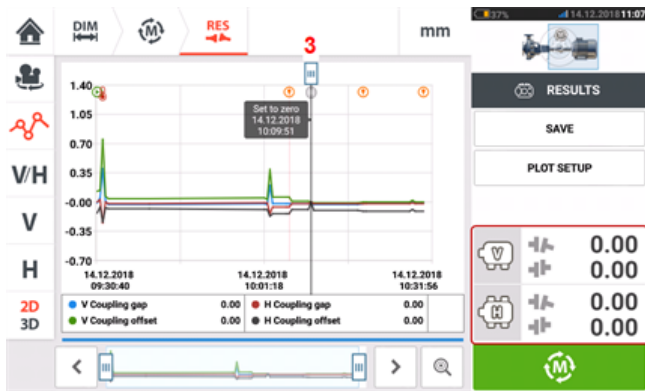 DIM
M
RES
mm
37%
14.12.2018 11:07
3
RESULTS
SAVE
PLOT SETUP
V/H
V
H
2D
3D
1.40
1.05
0.70
0.35
-0.00
-0.35
-0.70
Set to zero
14.12.2018
10:09:51
14.12.2018
09:30:40
14.12.2018
10:01:18
14.12.2018
10:31:56
V Coupling gap 0.00
H Coupling gap 0.00
V Coupling offset 0.00
H Coupling offset 0.00
V
0.00
0.00
H
0.00
0.00
M